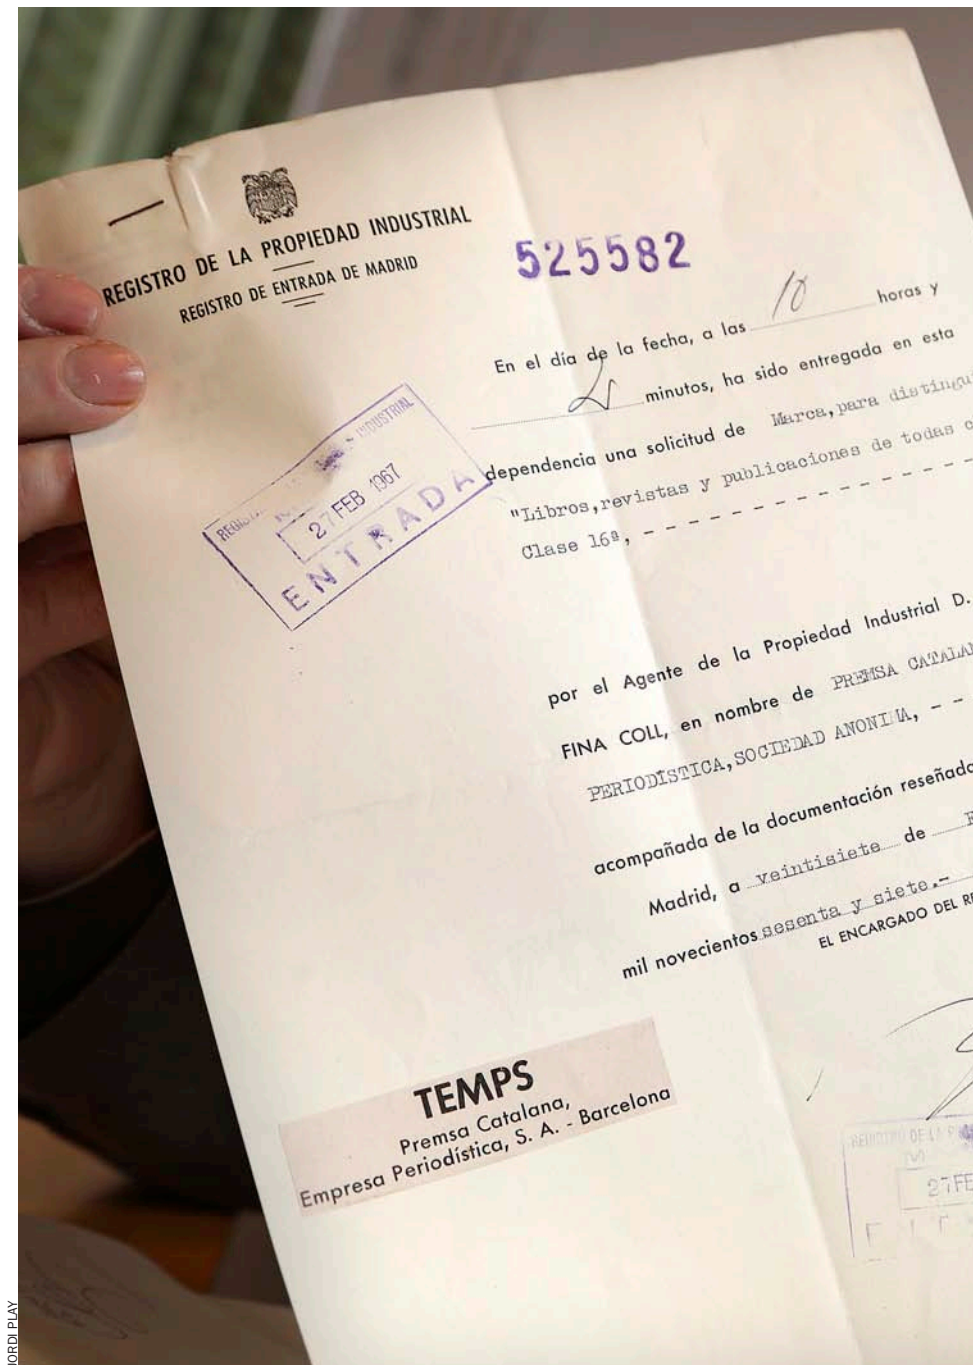 REGISTRO DE LA PROPIEDAD INDUSTRIAL
REGISTRO DE ENTRADA DE MADRID
525582
En el día de la fecha, a las 10 horas y
minutos, ha sido entregada en esta
dependencia una solicitud de Marca,para
"Libros,revistas y publicaciones de todas
Clase 16ª,
INDUSTRIAL
27 FEB 1967
ENTRADA
por el Agente de la Propiedad Industrial D.
FINA COLL, en nombre de PREMSA
PERIODÍSTICA,SOCIEDAD ANONIMA,
acompañada de la documentación
Madrid, a veintisiete de
mil novecientos sesenta y siete.-
EL ENCARGADO DEL
TEMPS
Premsa Catalana,
Empresa Periodística, S. A. - Barcelona
JORDI PLAY